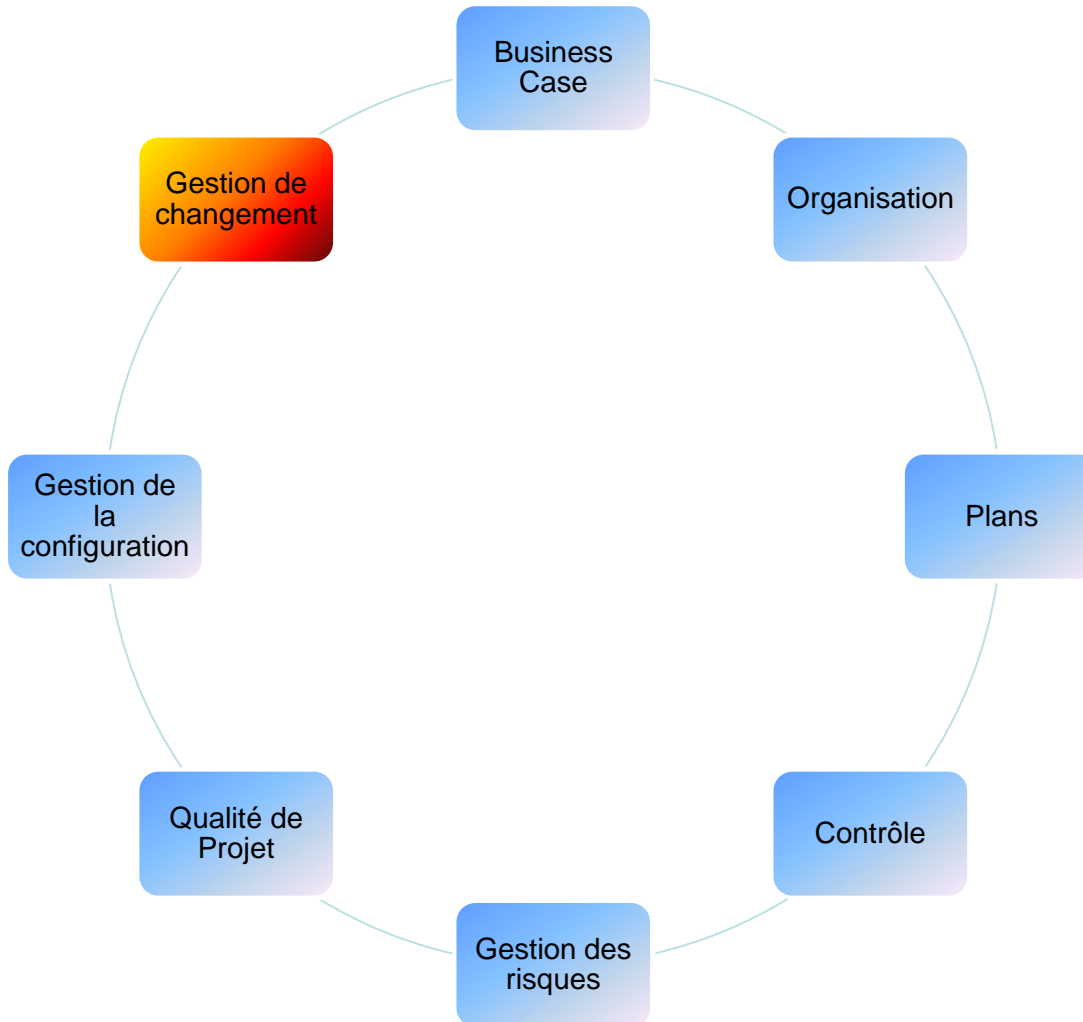 Business
Case
Organisation
Plans
Contrôle
Gestion des
risques
Qualité de
Projet
Gestion de
la
configuration
Gestion de
changement